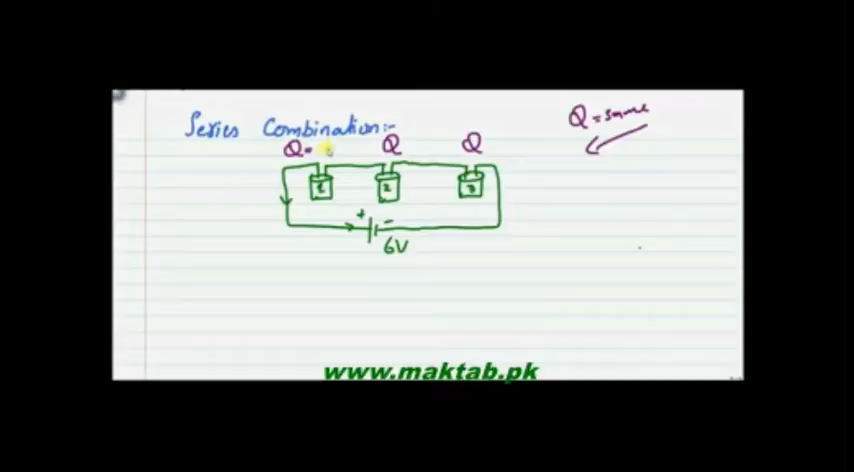 Series Combination:-
Q = same
Q= Q Q
1 2 3
+ -
6V
www.maktab.pk